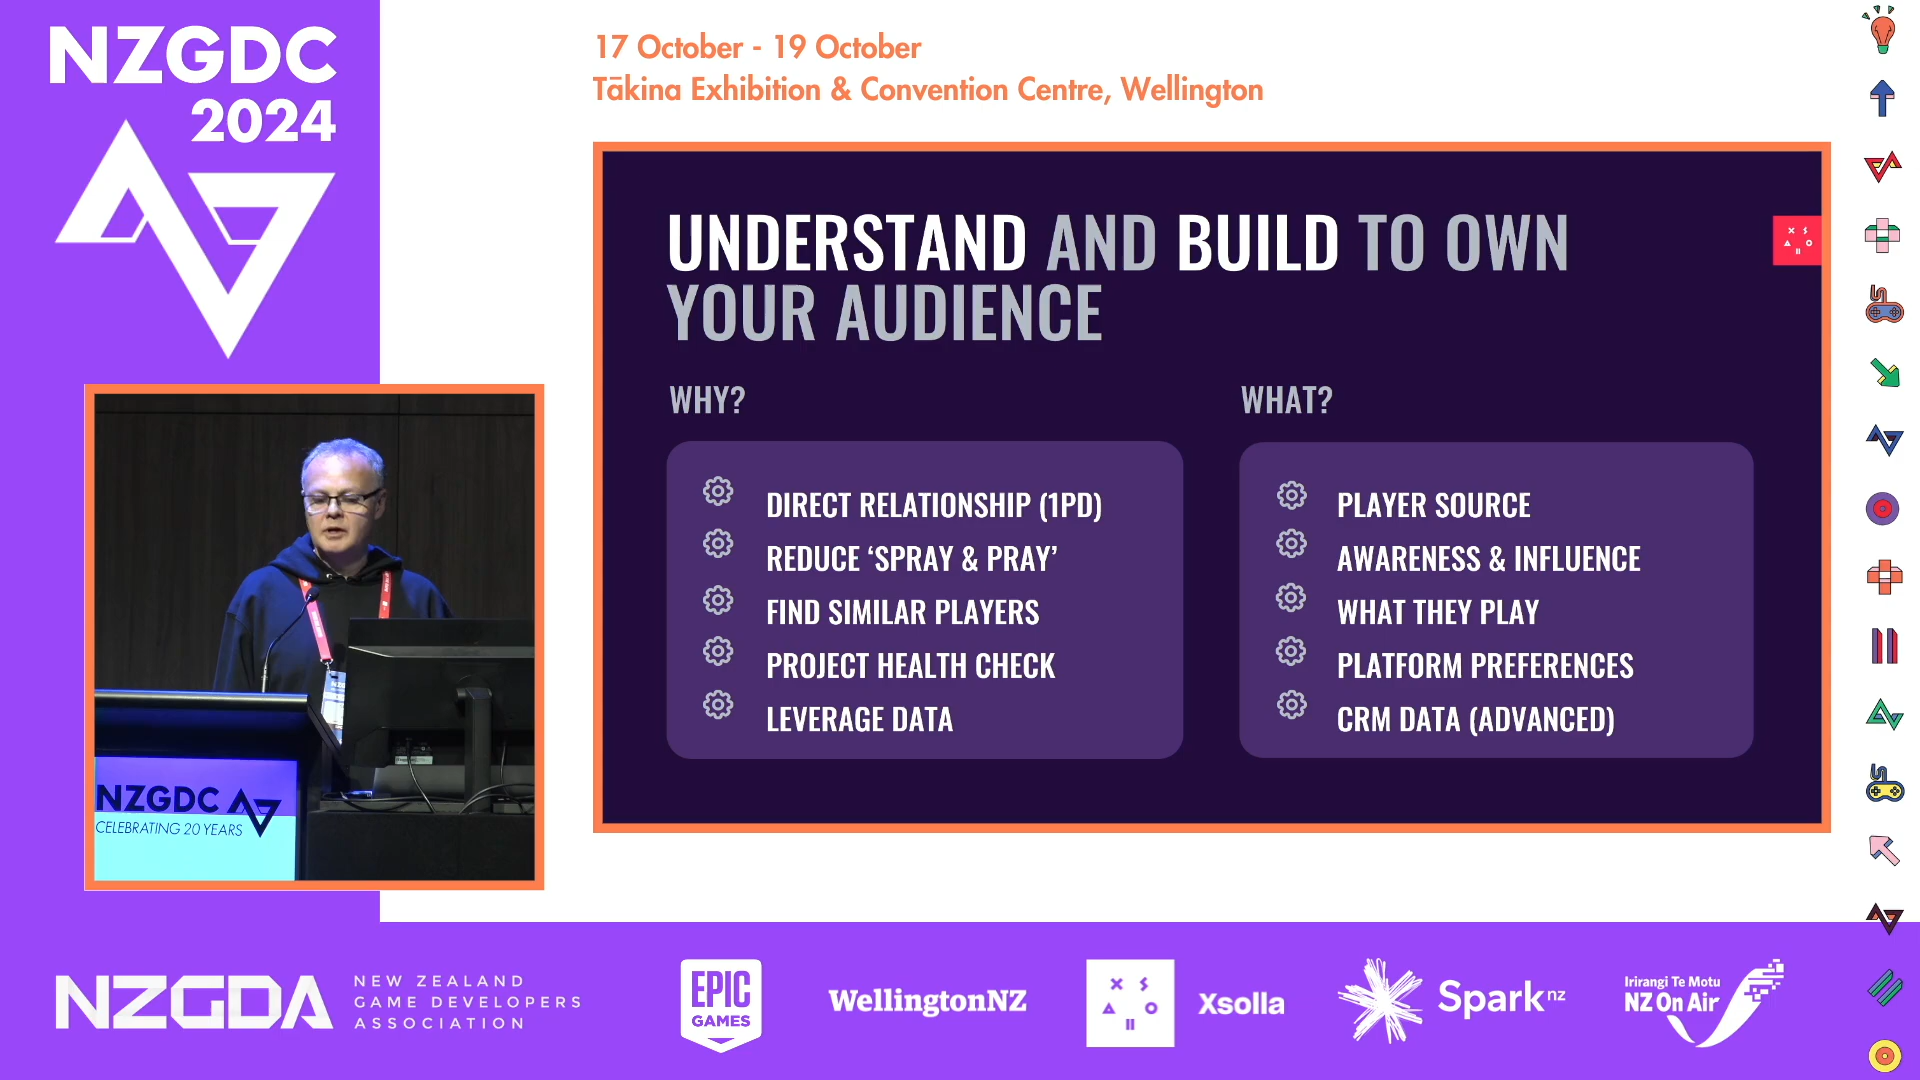 NZGDC
2024
17 October - 19 October
Tākina Exhibition & Convention Centre, Wellington
UNDERSTAND AND BUILD TO OWN
YOUR AUDIENCE
X S
O
WHY?
DIRECT RELATIONSHIP (1PD)
REDUCE ‘SPRAY & PRAY’
FIND SIMILAR PLAYERS
PROJECT HEALTH CHECK
LEVERAGE DATA
WHAT?
PLAYER SOURCE
AWARENESS & INFLUENCE
WHAT THEY PLAY
PLATFORM PREFERENCES
CRM DATA (ADVANCED)
NZGDC
CELEBRATING 20 YEARS
NZGDA
NEW ZEALAND
GAME DEVELOPERS
ASSOCIATION
EPIC
GAMES
WellingtonNZ
X S
O
Xsolla
Spark nz
Irirangi Te Motu
NZ On Air